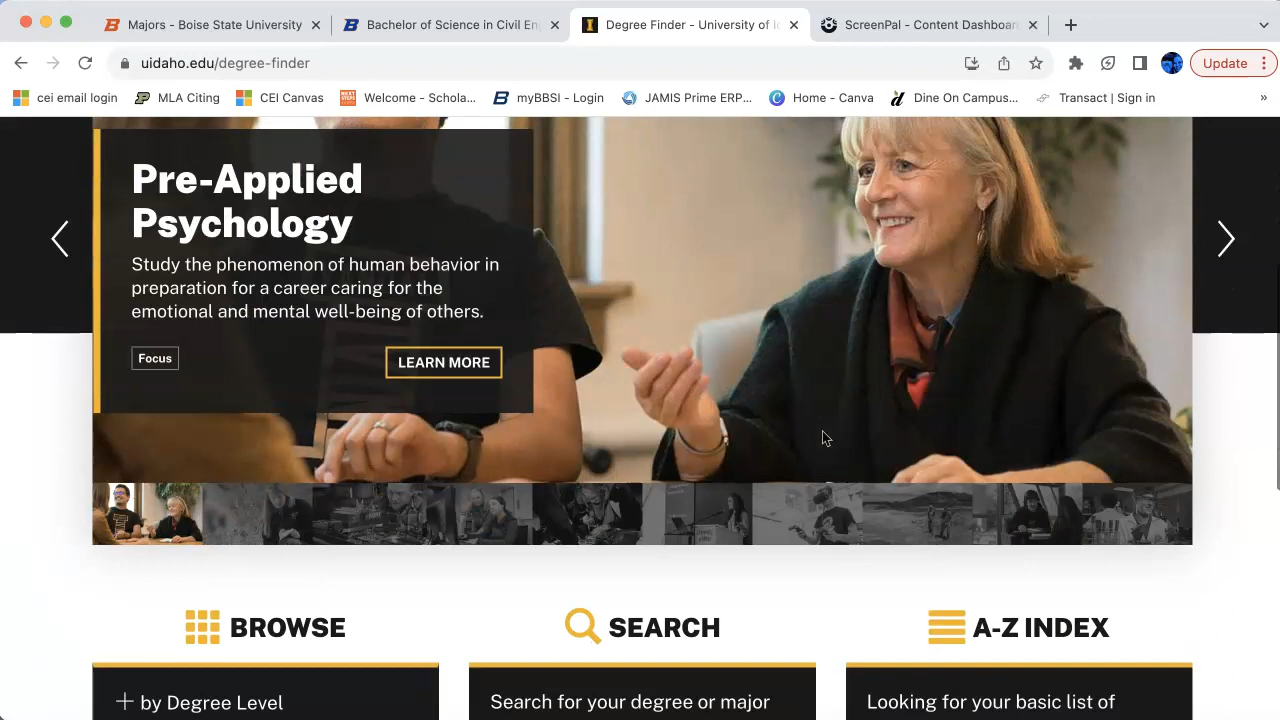 Majors - Boise State University
Bachelor of Science in Civil En
Degree Finder - University of Id
ScreenPal - Content Dashboard
uidaho.edu/degree-finder
Update
cei email login
MLA Citing
CEI Canvas
Welcome - Schola...
myBBSI - Login
JAMIS Prime ERP...
Home - Canva
Dine On Campus...
Transact | Sign in
»
Pre-Applied
Psychology
Study the phenomenon of human behavior in
preparation for a career caring for the
emotional and mental well-being of others.
Focus
LEARN MORE
BROWSE
SEARCH
A-Z INDEX
by Degree Level
Search for your degree or major
Looking for your basic list of